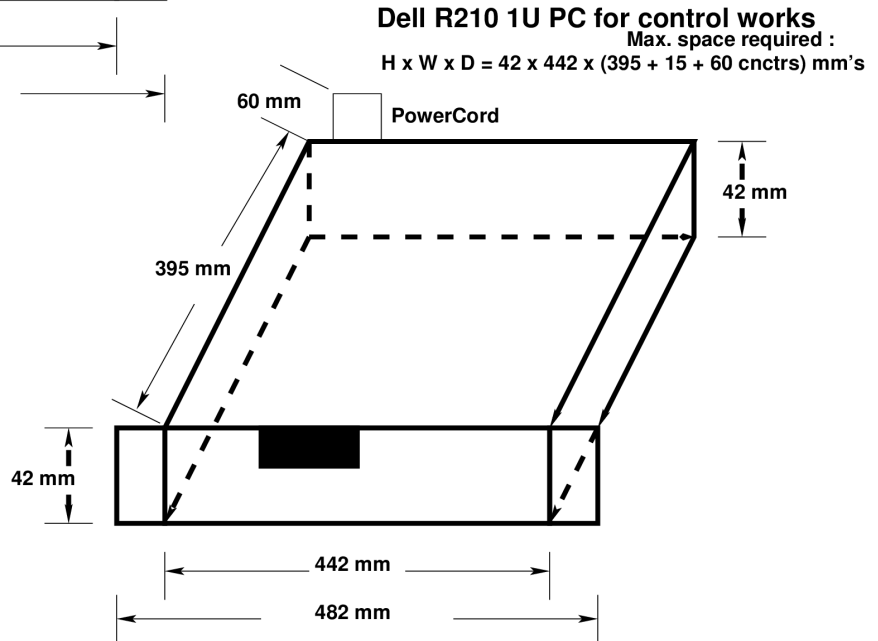 Dell R210 1U PC for control works
Max. space required :
H x W x D = 42 x 442 x (395 + 15 + 60 cnctrs) mm's
60 mm
PowerCord
42 mm
395 mm
42 mm
442 mm
482 mm